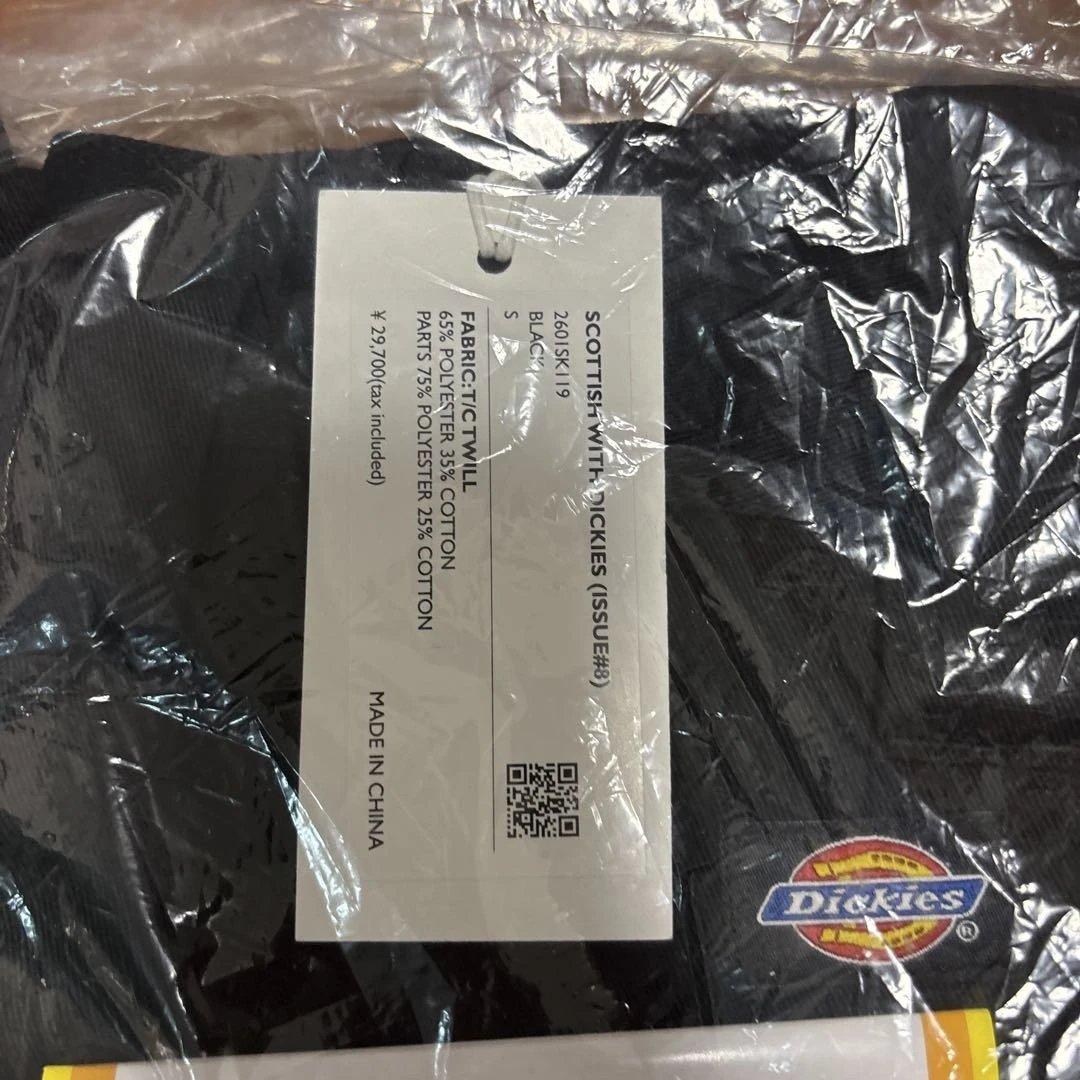 SCOTTISH WITH DICKIES (ISSUE#8)
2601SK119
BLACK
S
FABRIC:T/C TWILL
65% POLYESTER 35% COTTON
PARTS 75% POLYESTER 25% COTTON
¥ 29,700(tax included)
MADE IN CHINA
Dickies®